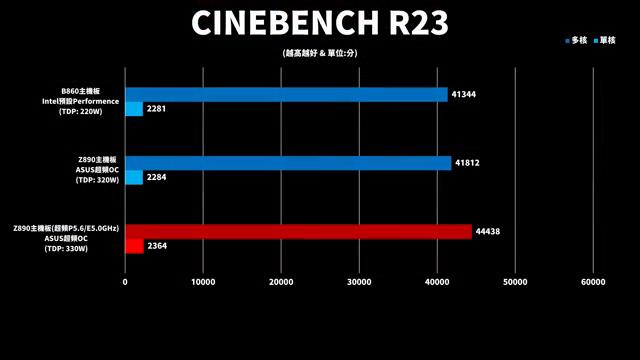 CINEBENCH R23
(越高越好 & 單位:分)
多核 單核
B860主機板
Intel預設Performence
(TDP: 220W)
41344
2281
Z890主機板
ASUS超頻OC
(TDP: 320W)
41812
2284
Z890主機板(超頻P5.6/E5.0GHz)
ASUS超頻OC
(TDP: 330W)
44438
2364
0 10000 20000 30000 40000 50000 60000